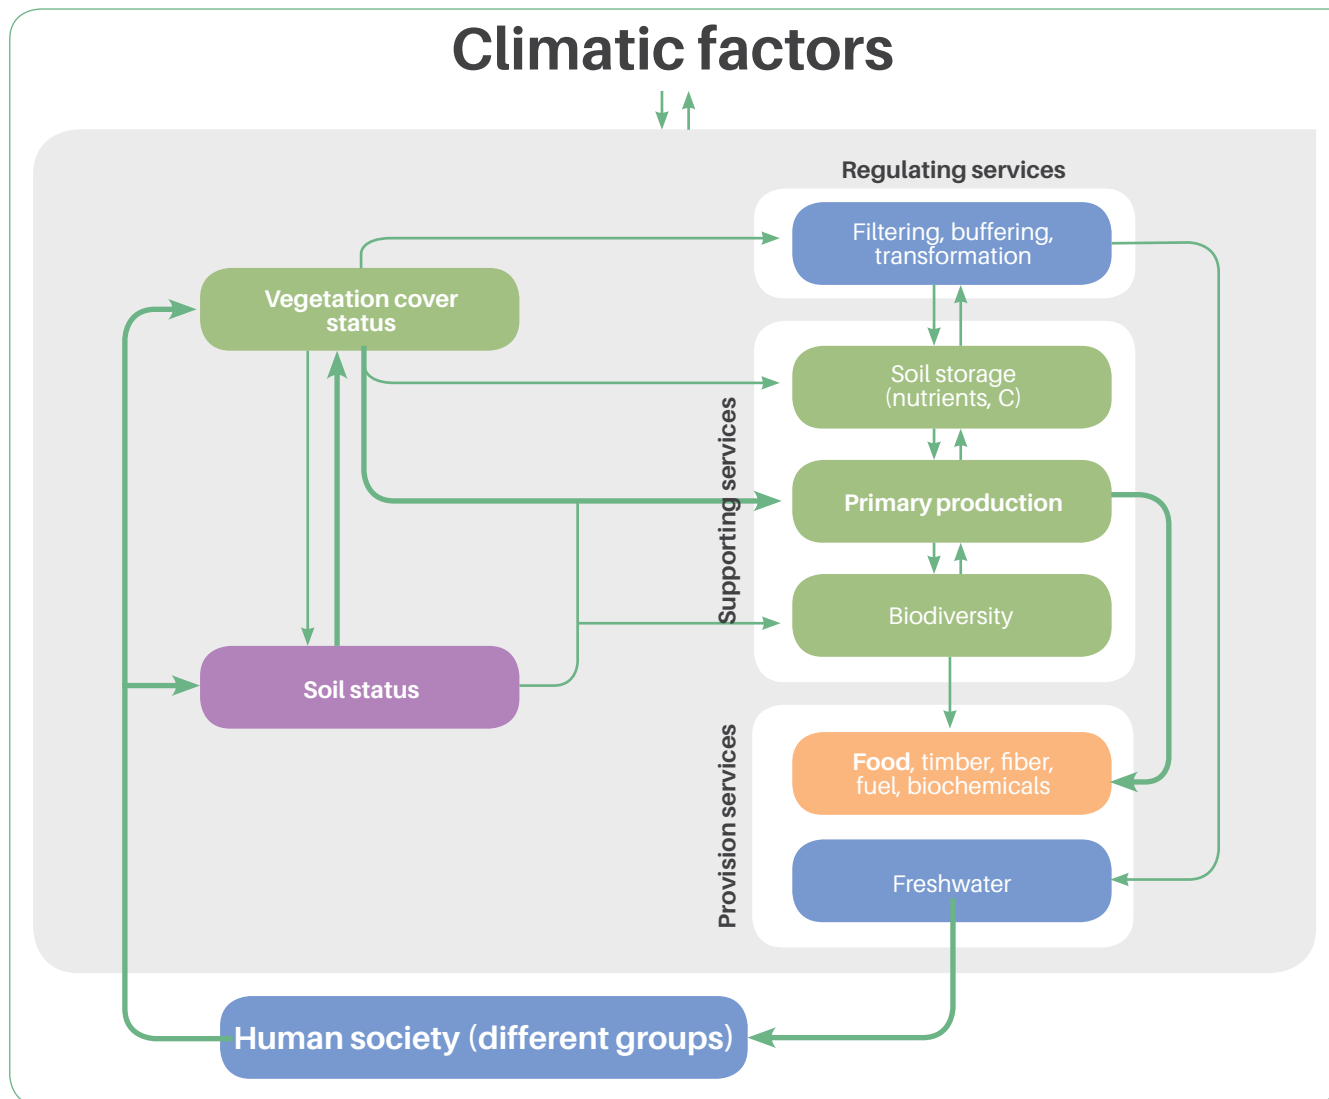 Climatic factors
Regulating services
Filtering, buffering,
transformation
Vegetation cover
status
Soil storage
(nutrients, C)
Supporting services
Primary production
Biodiversity
Soil status
Provision services
Food, timber, fiber,
fuel, biochemicals
Freshwater
Human society (different groups)